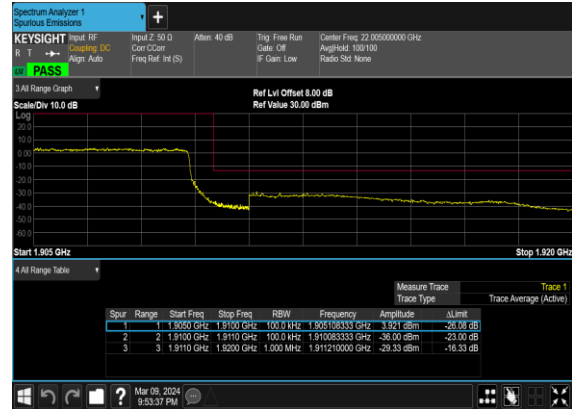 Spectrum Analyzer 1
Spurious Emissions
+
KEYSIGHT Input: RF Input Z: 50 Ω Atten: 40 dB Trig: Free Run Center Freq: 22.005000000 GHz
R T Coupling: DC Corr CCorr Gate: Off Avg|Hold: 100/100
Align: Auto Freq Ref: Int (S) IF Gain: Low Radio Std: None
PASS
3 All Range Graph
Ref Lvl Offset 8.00 dB
Scale/Div 10.0 dB Ref Value 30.00 dBm
Log
20.0
10.0
0.00
-10.0
-20.0
-30.0
-40.0
-50.0
-60.0
Start 1.905 GHz Stop 1.920 GHz
4 All Range Table
Measure Trace Trace 1
Trace Type Trace Average (Active)
Spur Range Start Freq Stop Freq RBW Frequency Amplitude ΔLimit
1 1 1.9050 GHz 1.9100 GHz 100.0 kHz 1.905108333 GHz 3.921 dBm -26.08 dB
2 2 1.9100 GHz 1.9110 GHz 100.0 kHz 1.910083333 GHz -36.00 dBm -23.00 dB
3 3 1.9110 GHz 1.9200 GHz 1.000 MHz 1.911210000 GHz -29.33 dBm -16.33 dB
? Mar 09, 2024
9:53:37 PM